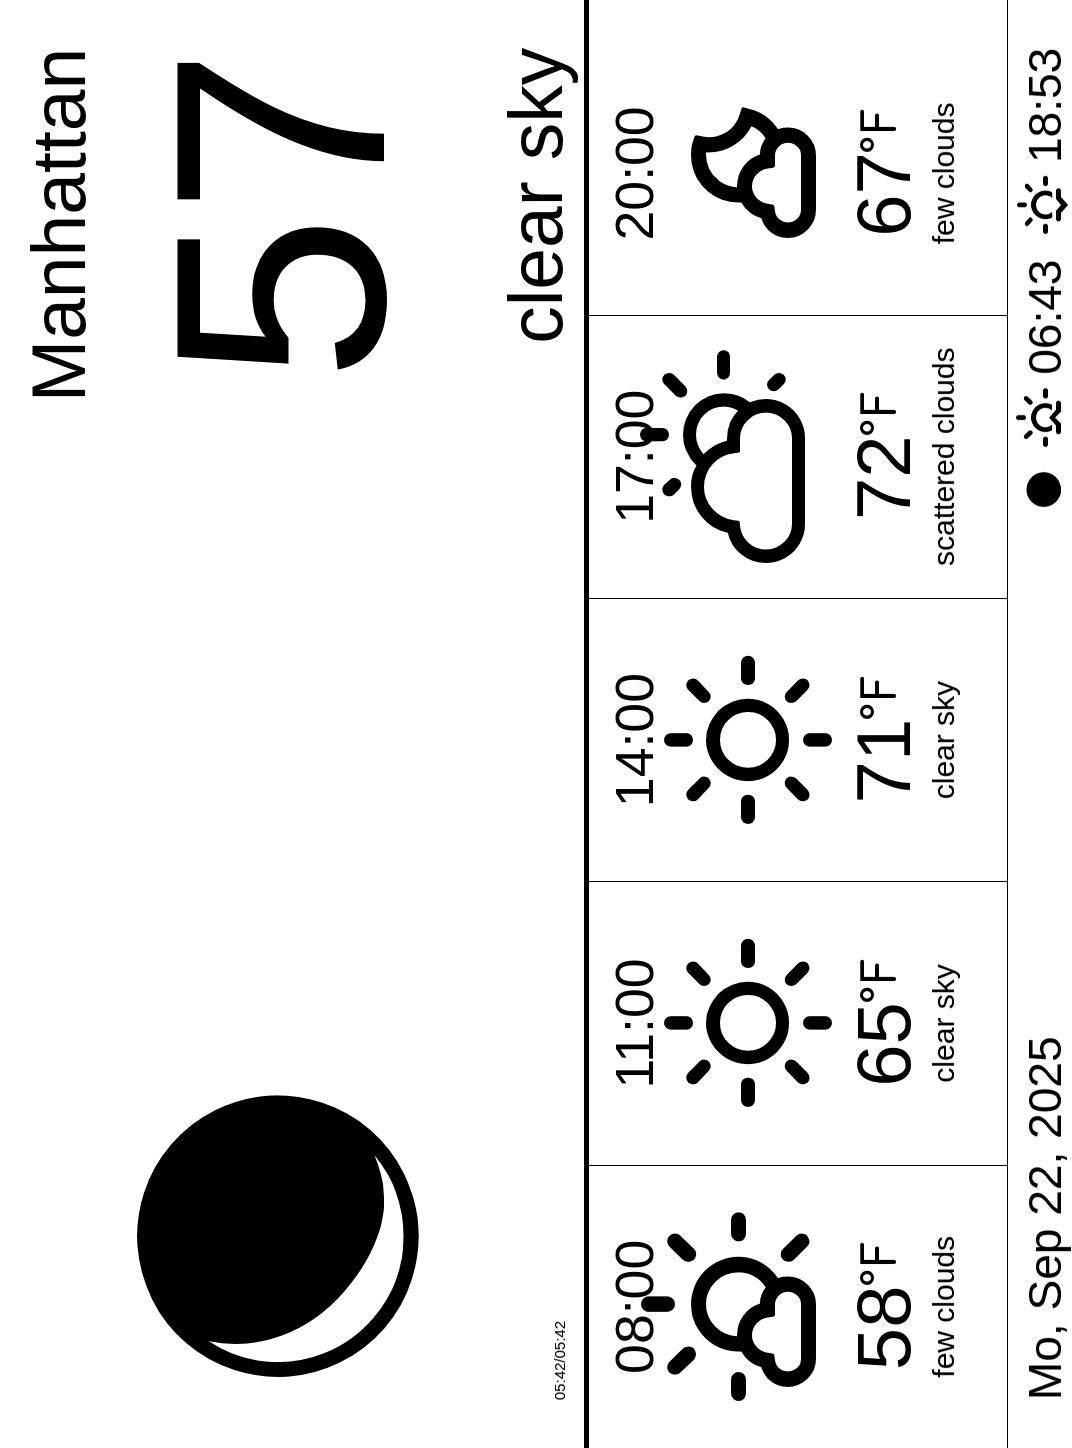 Manhattan
57
clear sky
05:42/05:42
08:00
58°F
few clouds
11:00
65°F
clear sky
14:00
71°F
clear sky
17:00
72°F
scattered clouds
20:00
67°F
few clouds
Mo, Sep 22, 2025
06:43
18:53